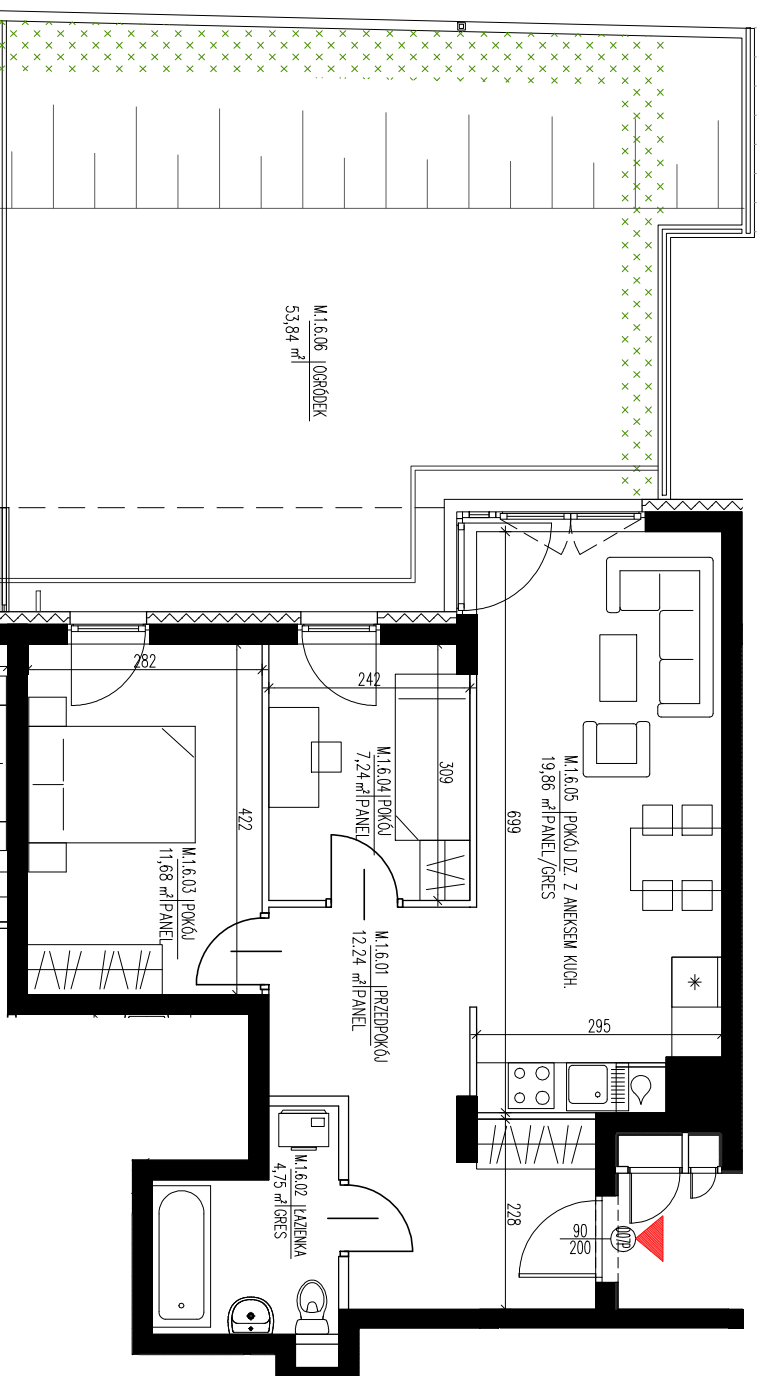 M.1.6.06 | OGRÓDEK
53,84 m²
282
242
309
422
699
M.1.6.04 | POKÓJ
7,24 m² | PANEL
M.1.6.05 | POKÓJ DZ. Z ANEKSEM KUCH.
19,86 m² | PANEL/GRES
M.1.6.03 | POKÓJ
11,68 m² | PANEL
M.1.6.01 | PRZEDPOKÓJ
12.24 m² | PANEL
295
M.1.6.02 | ŁAZIENKA
4,75 m² | GRES
228
90
200